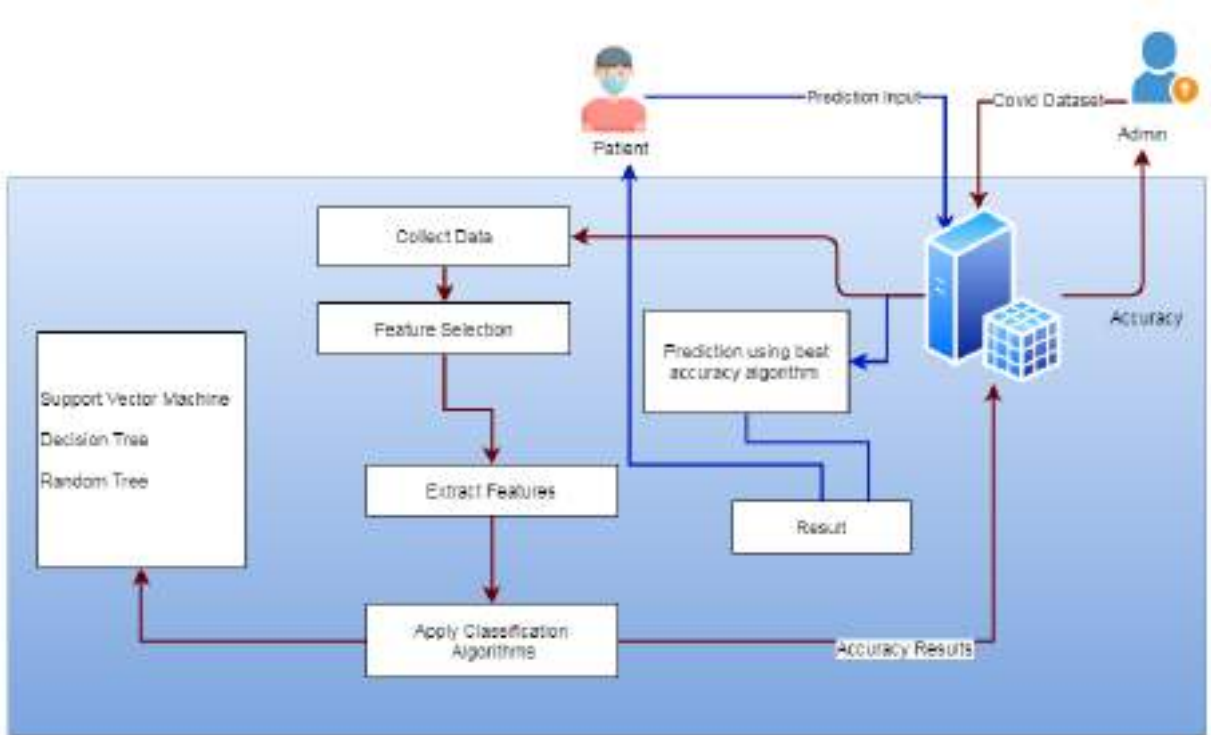 Prediction Input
Covid Dataset
Patient
Admin
Collect Data
Feature Selection
Accuracy
Prediction using best
accuracy algorithm
Support Vector Machine
Decision Tree
Random Tree
Extract Features
Result
Apply Classification
Algorithms
Accuracy Results